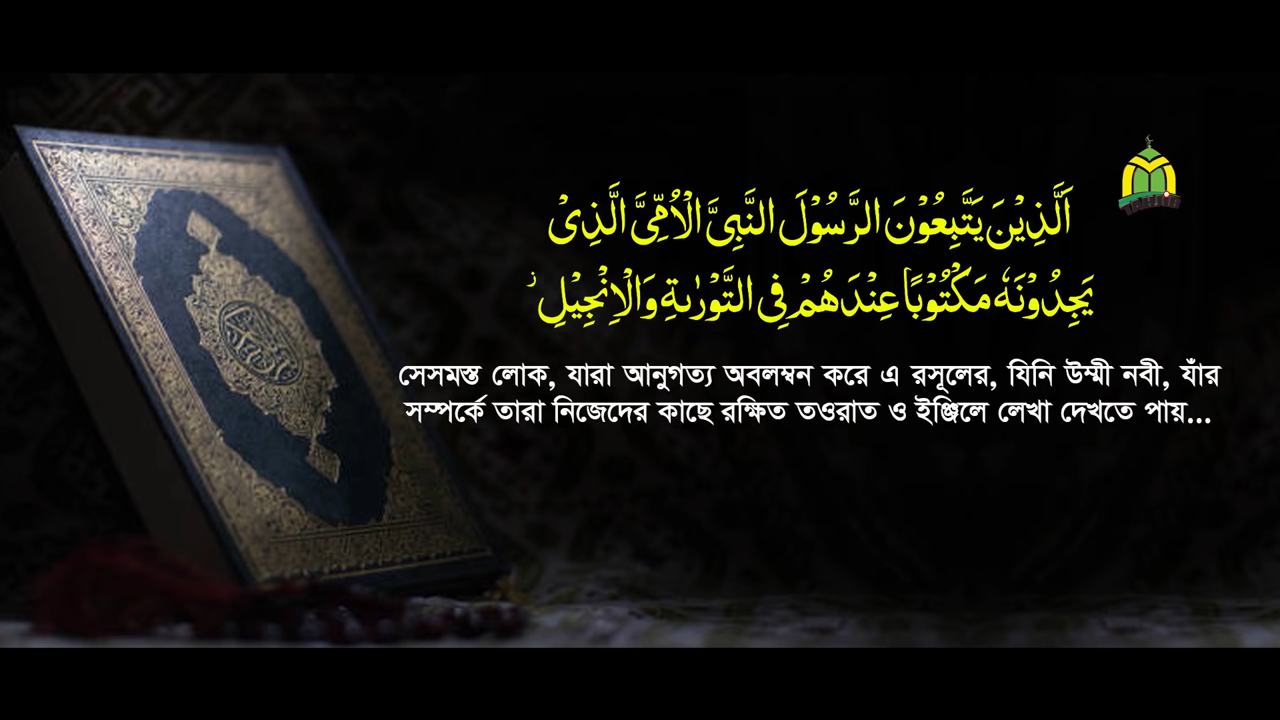 اَلَّذِيۡنَ يَتَّبِعُوۡنَ الرَّسُوۡلَ النَّبِىَّ الۡاُمِّىَّ الَّذِىۡ
يَجِدُوۡنَهٗ مَكۡتُوۡبًا عِنۡدَهُمۡ فِى التَّوۡرٰٮةِ وَالۡاِنۡجِيۡلِ ز
সেসমস্ত লোক, যারা আনুগত্য অবলম্বন করে এ রসূলের, যিনি উম্মী নবী, যাঁর
সম্পর্কে তারা নিজেদের কাছে রক্ষিত তওরাত ও ইঞ্জিলে লেখা দেখতে পায়...